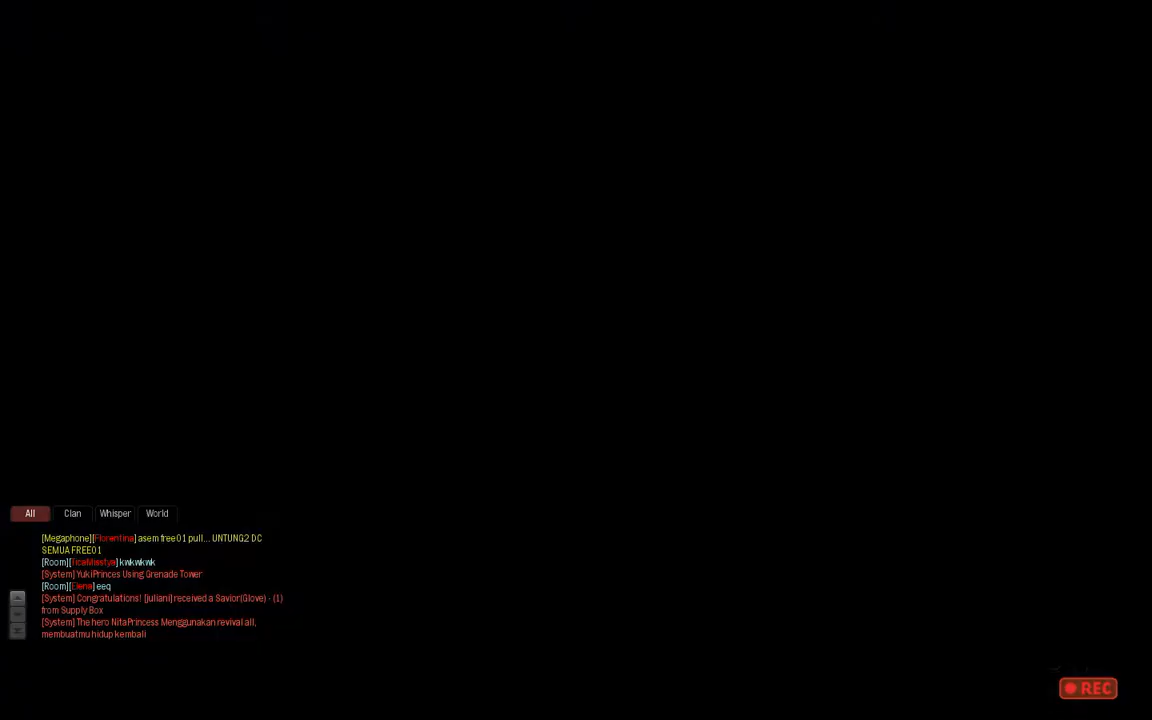 All Clan Whisper World
[Megaphone][Florentina] asem free01 pull... UNTUNG2 DC
SEMUA FREE01
[Room][TiceMisstya] kwkwkwk
[System] YukiPrinces Using Grenade Tower
[Room][Elena] eeq
[System] Congratulations! [juliani] received a Savior(Glove) - (1)
from Supply Box
[System] The hero NitaPrincess Menggunakan revival all,
membuatmu hidup kembali
REC